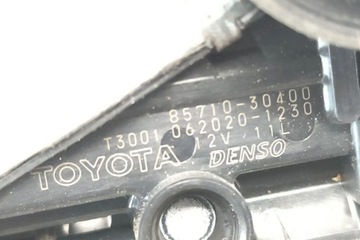 85710-30400
T3001 062020-1230
12V 11L
TOYOTA DENSO